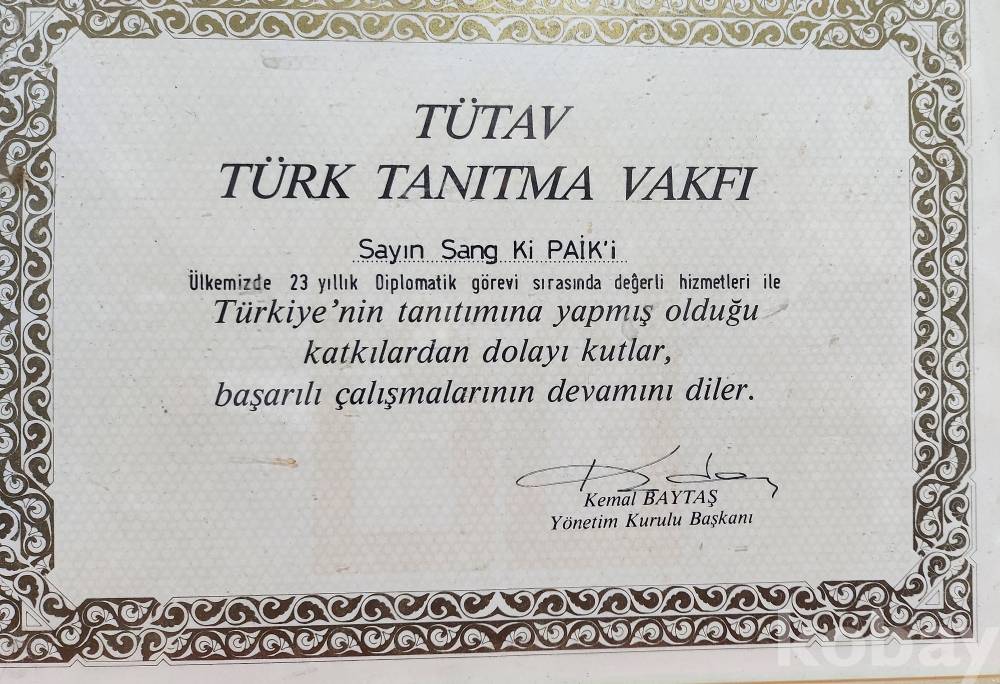 TÜTAV
TÜRK TANITMA VAKFI
Sayın Sang Ki PAİK'i
Ülkemizde 23 yıllık Diplomatik görevi sırasında değerli hizmetleri ile
Türkiye'nin tanıtımına yapmış olduğu
katkılardan dolayı kutlar,
başarılı çalışmalarının devamını diler.
Kemal BAYTAŞ
Yönetim Kurulu Başkanı
kobay